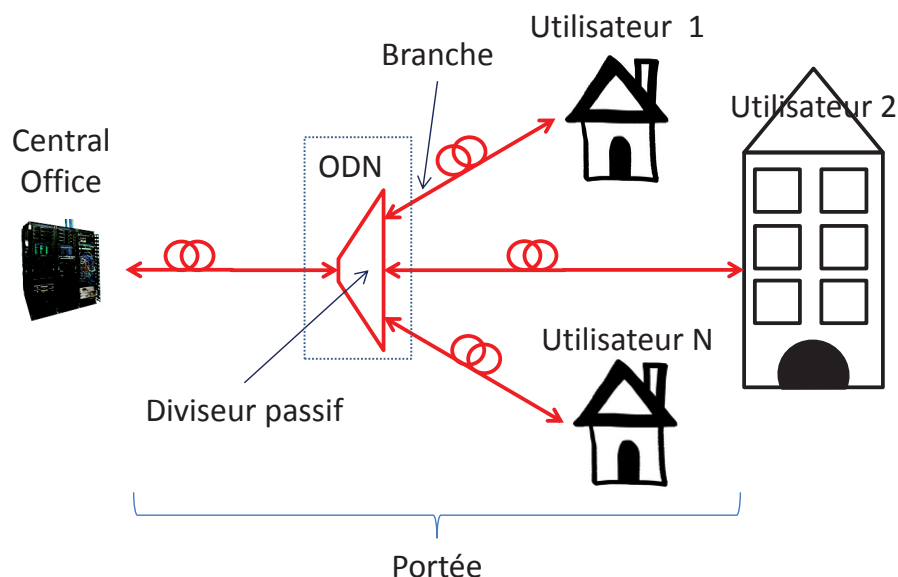 Utilisateur 1
Branche
Utilisateur 2
Central
Office
ODN
Utilisateur N
Diviseur passif
Portée